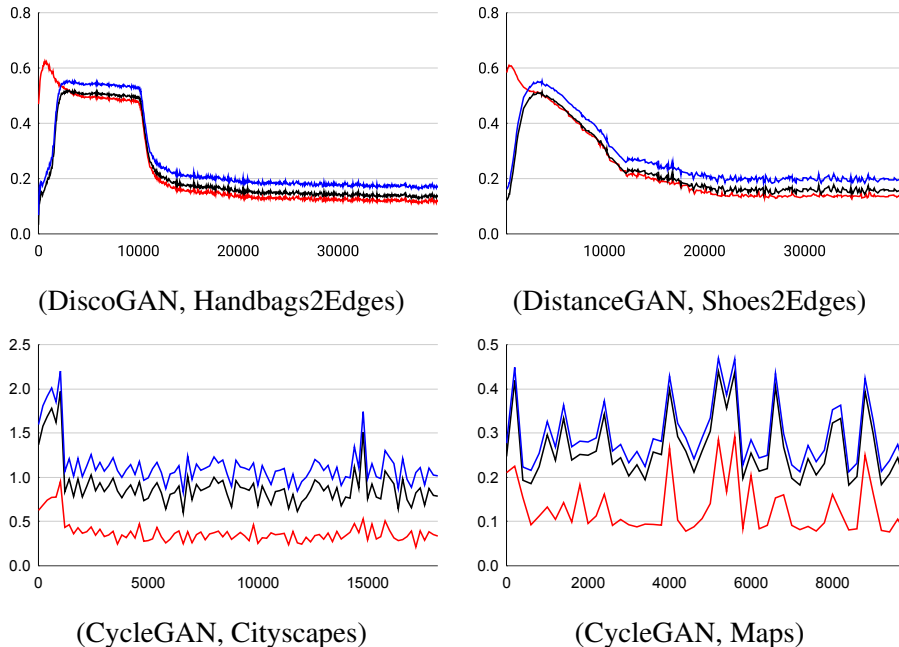 0.8 0.8
0.6 0.6
0.4 0.4
0.2 0.2
0.0 0.0
0 10000 20000 30000 0 10000 20000 30000
(DiscoGAN, Handbags2Edges) (DistanceGAN, Shoes2Edges)
2.5 0.5
2.0 0.4
1.5 0.3
1.0 0.2
0.5 0.1
0.0 0.0
0 5000 10000 15000 0 2000 4000 6000 8000
(CycleGAN, Cityscapes) (CycleGAN, Maps)